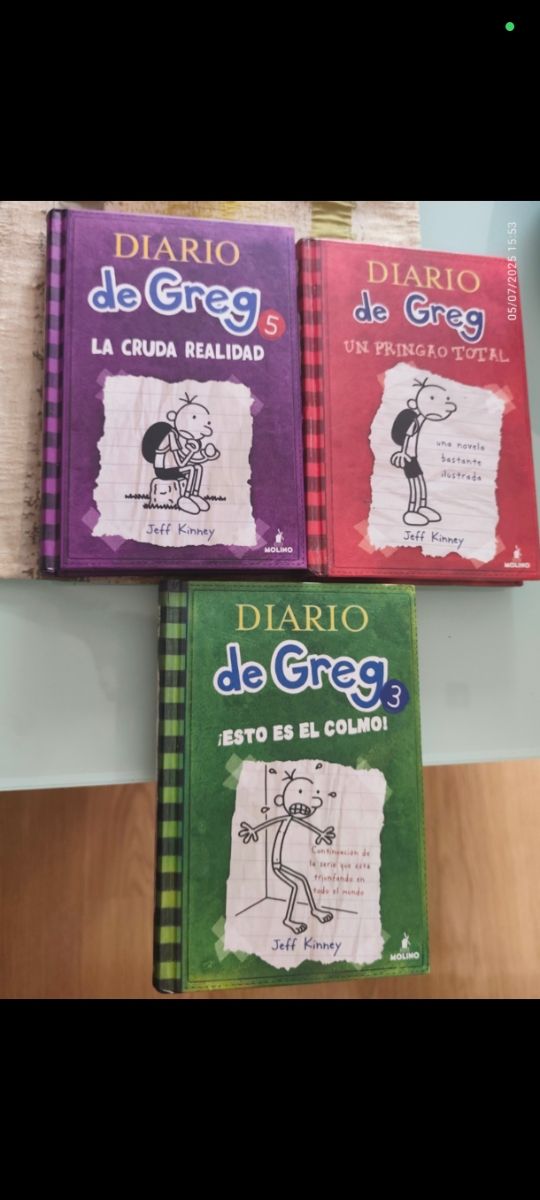 DIARIO
de Greg 5
LA CRUDA REALIDAD
Jeff Kinney
MOLINO
DIARIO
de Greg
UN PRINGAO TOTAL
una novela
bastante
ilustrada
Jeff Kinney
MOLINO
05/07/2025 15:53
DIARIO
de Greg 3
¡ESTO ES EL COLMO!
Continuación de
la serie que está
triunfando en
todo el mundo
Jeff Kinney
MOLINO